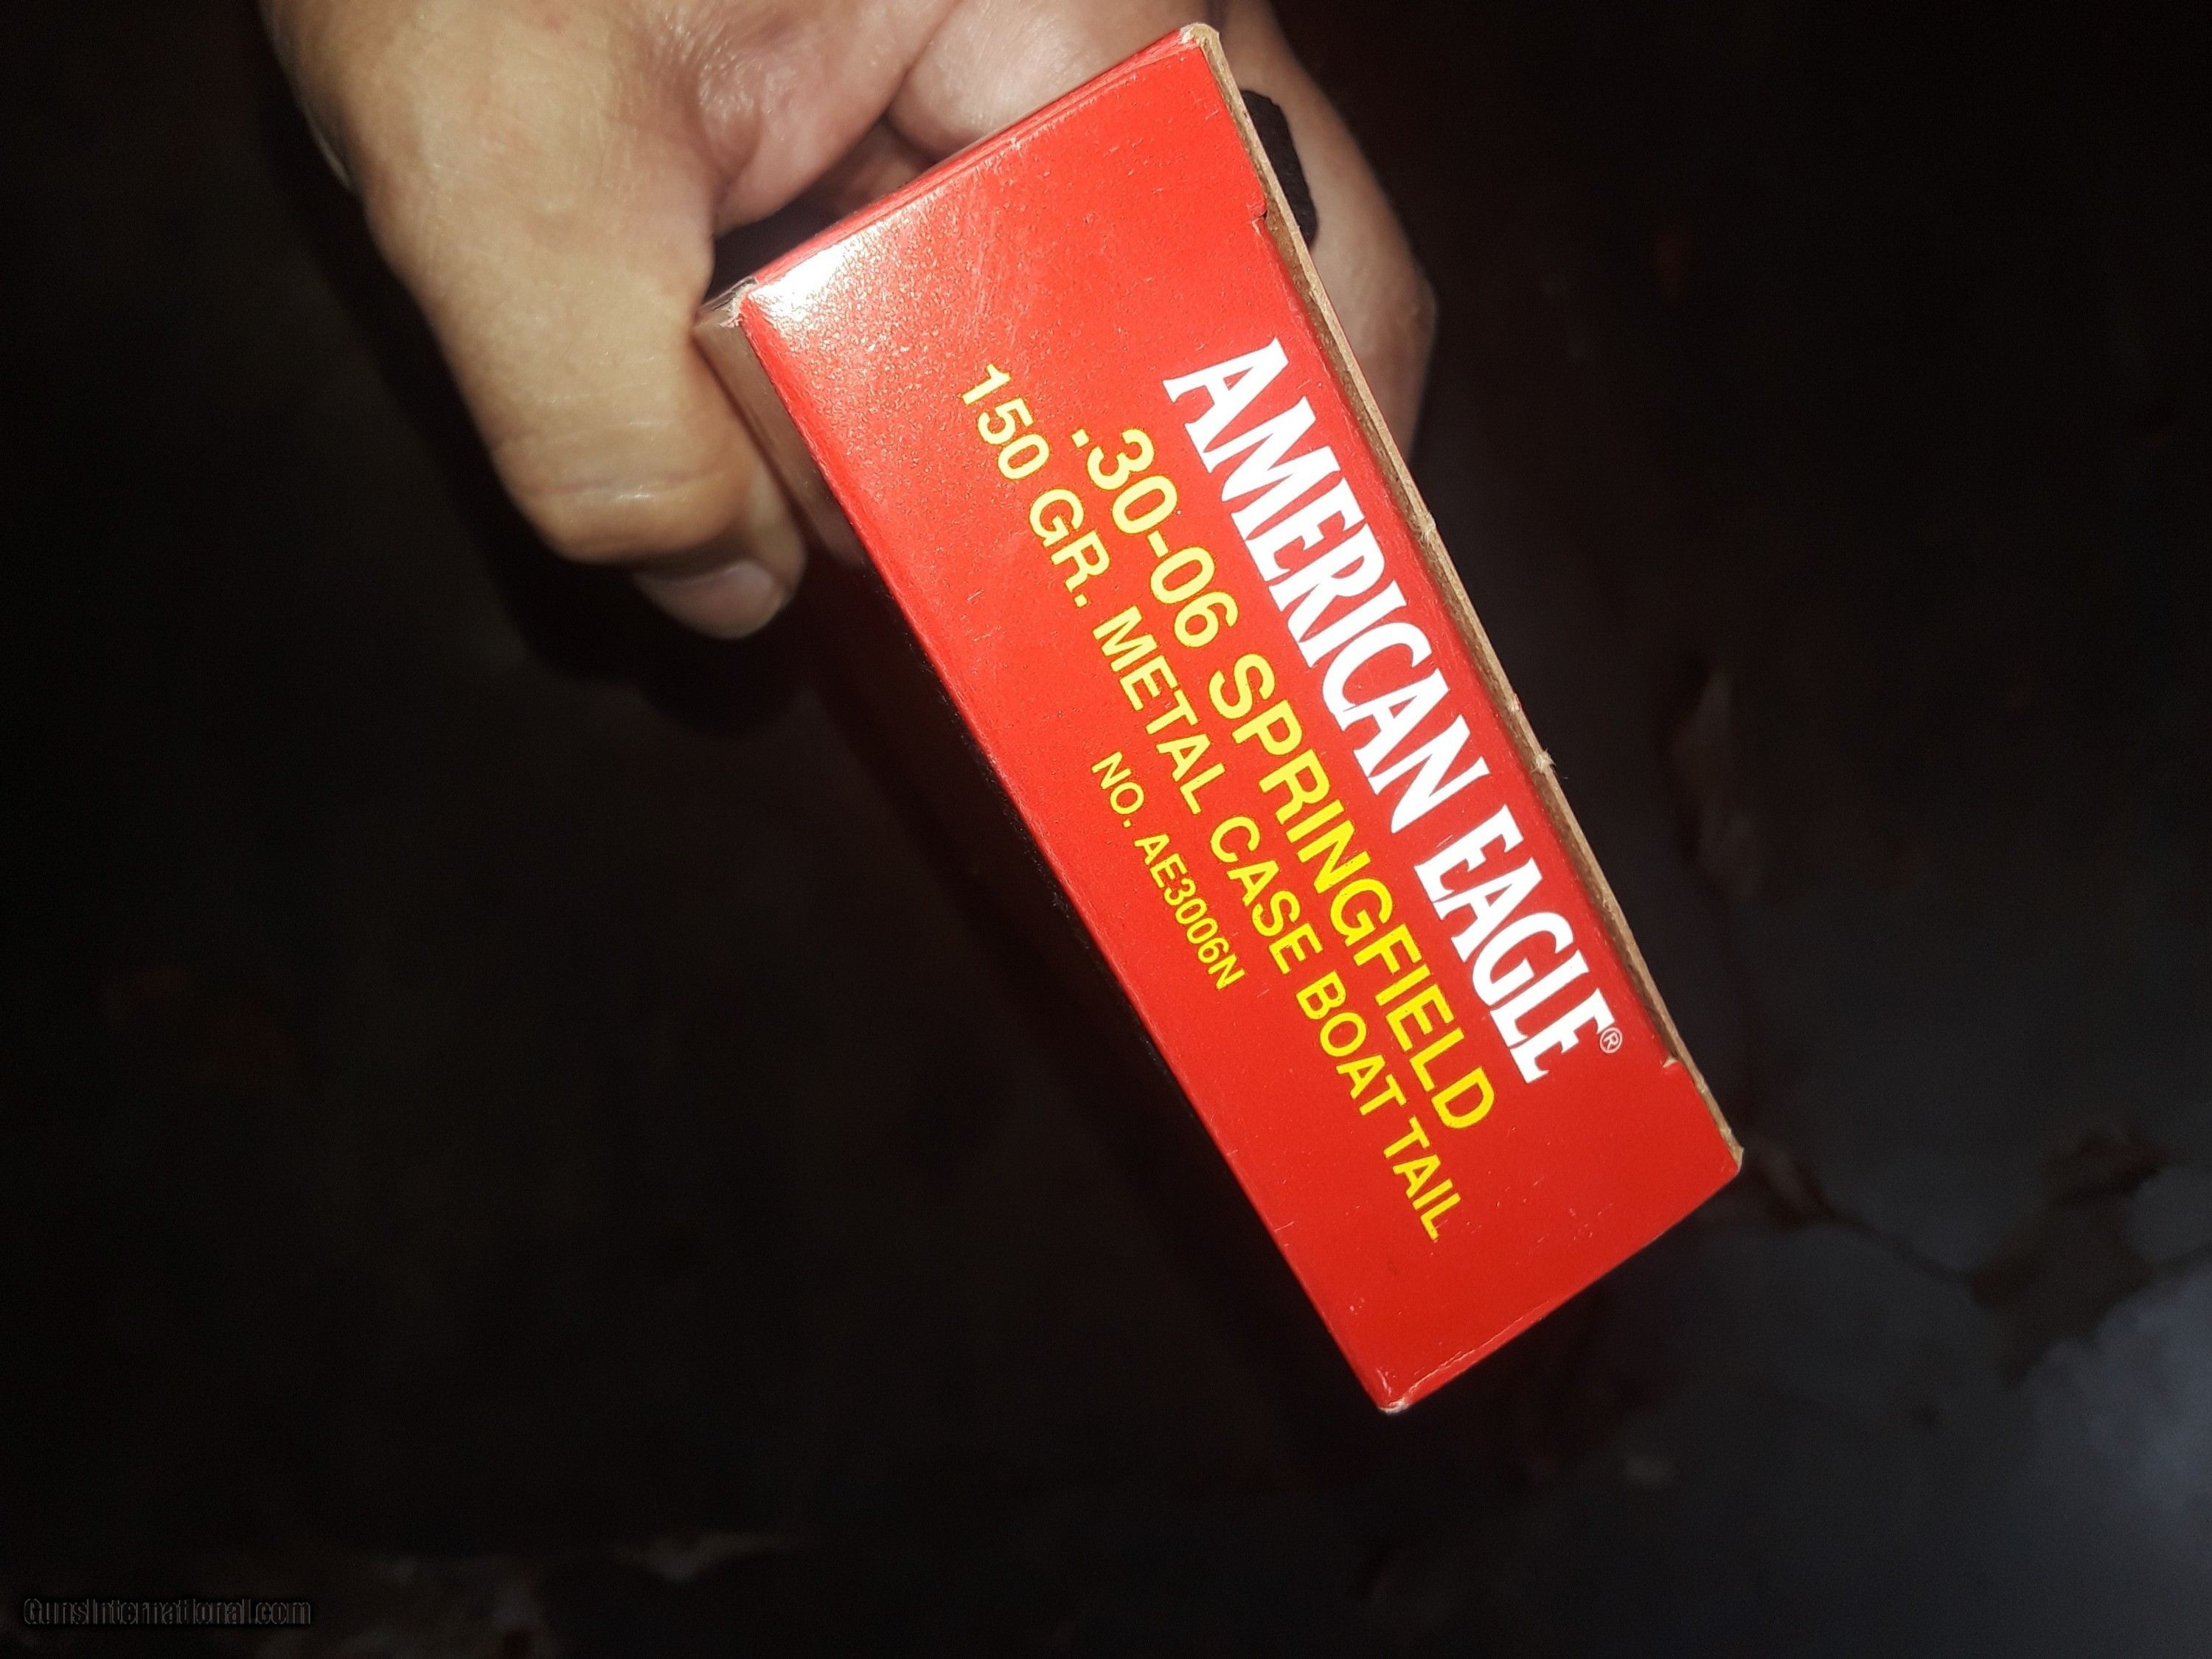 AMERICAN EAGLE®
.30-06 SPRINGFIELD
150 GR. METAL CASE BOAT TAIL
NO. AE3006N
GunsInternational.com